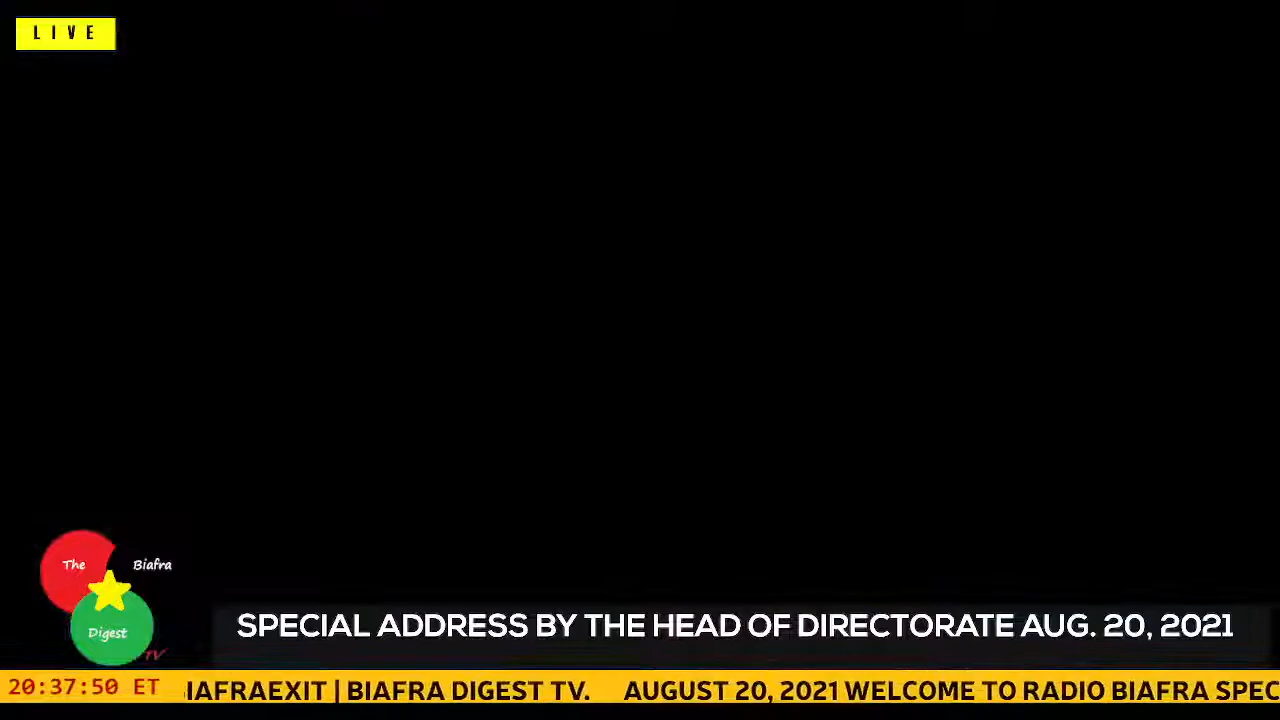 LIVE
The Biafra
Digest
TV
SPECIAL ADDRESS BY THE HEAD OF DIRECTORATE AUG. 20, 2021
20:37:50 ET IAFRAEXIT | BIAFRA DIGEST TV. AUGUST 20, 2021 WELCOME TO RADIO BIAFRA SPEC